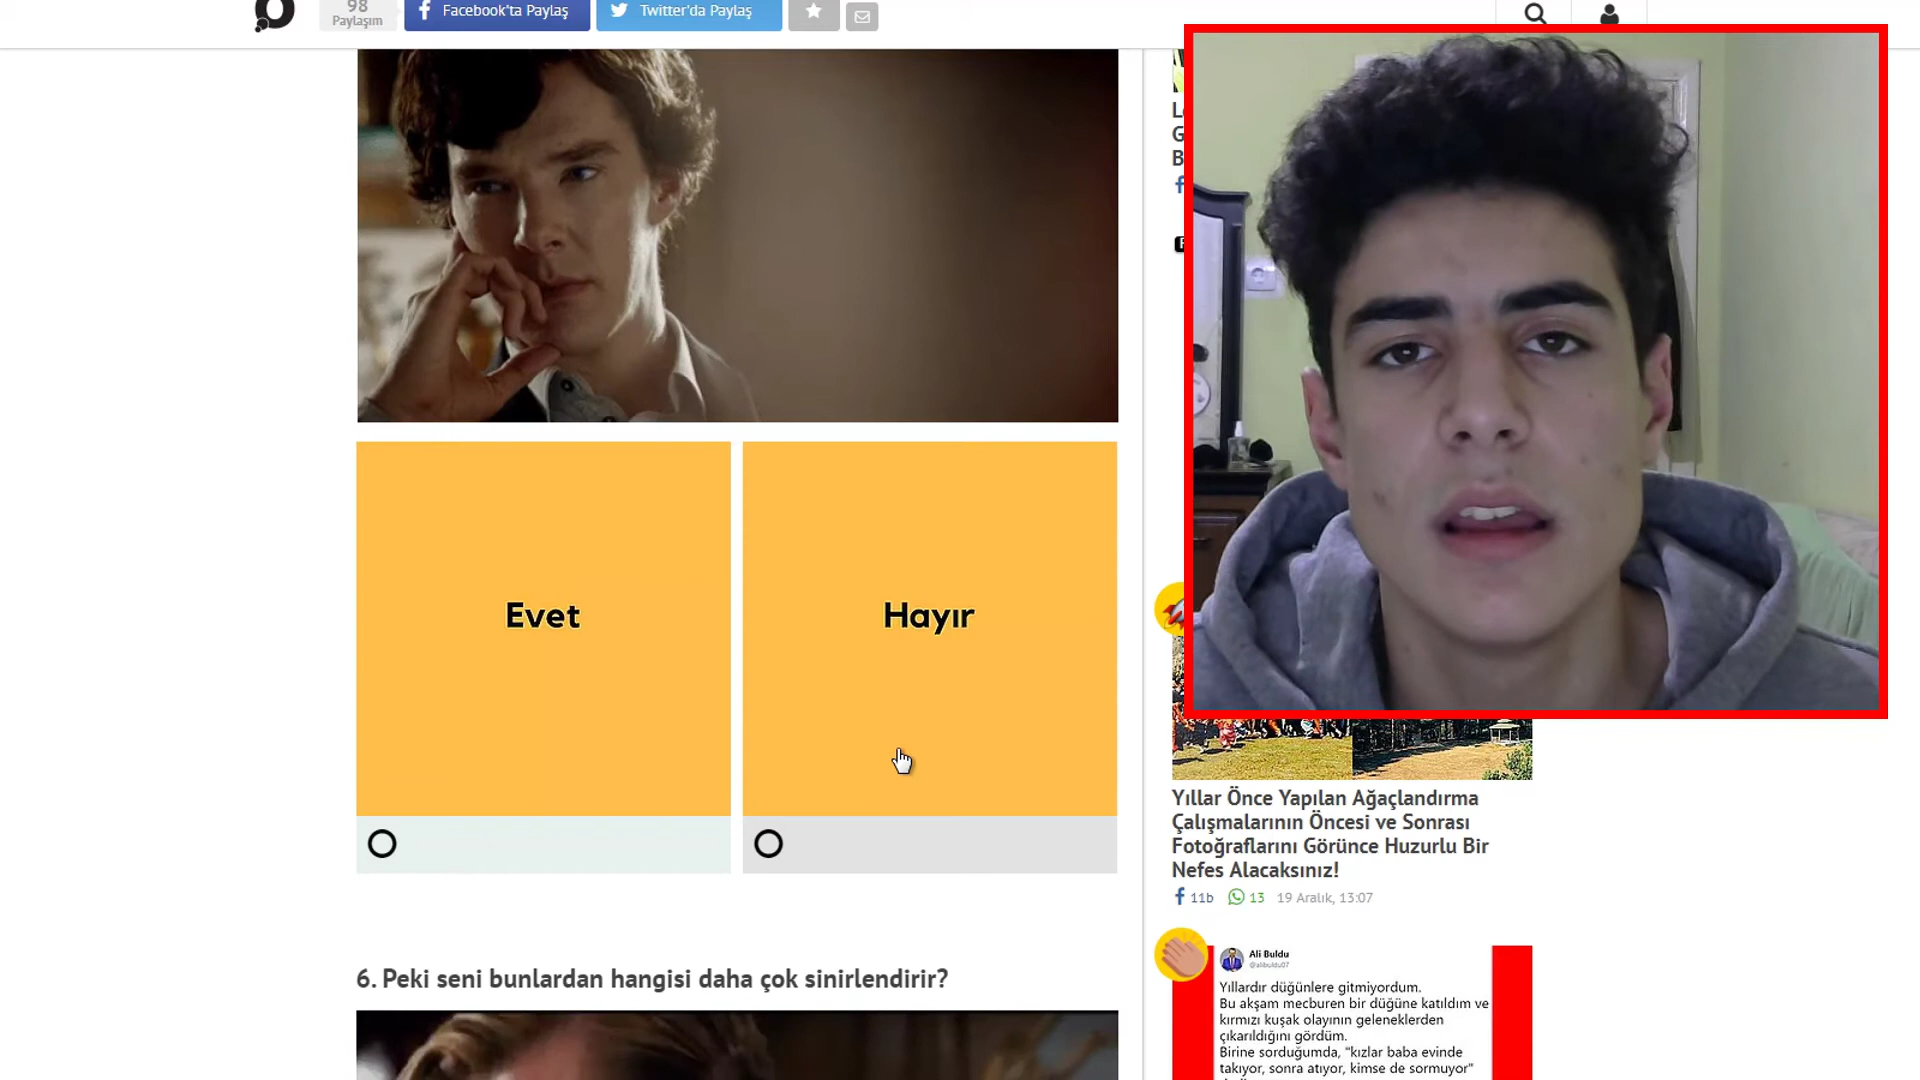 98
Paylaşım
Facebook'ta Paylaş
Twitter'da Paylaş
Evet
Hayır
6. Peki seni bunlardan hangisi daha çok sinirlendirir?
L
G
B
Yıllar Önce Yapılan Ağaçlandırma
Çalışmalarının Öncesi ve Sonrası
Fotoğraflarını Görünce Huzurlu Bir
Nefes Alacaksınız!
11b 13 19 Aralık, 13:07
Ali Buldu
@alibuldu07
Yıllardır düğünlere gitmiyordum.
Bu akşam mecburen bir düğüne katıldım ve
kırmızı kuşak olayının geleneklerden
çıkarıldığını gördüm.
Birine sorduğumda, "kızlar baba evinde
takıyor, sonra atıyor, kimse de sormuyor"